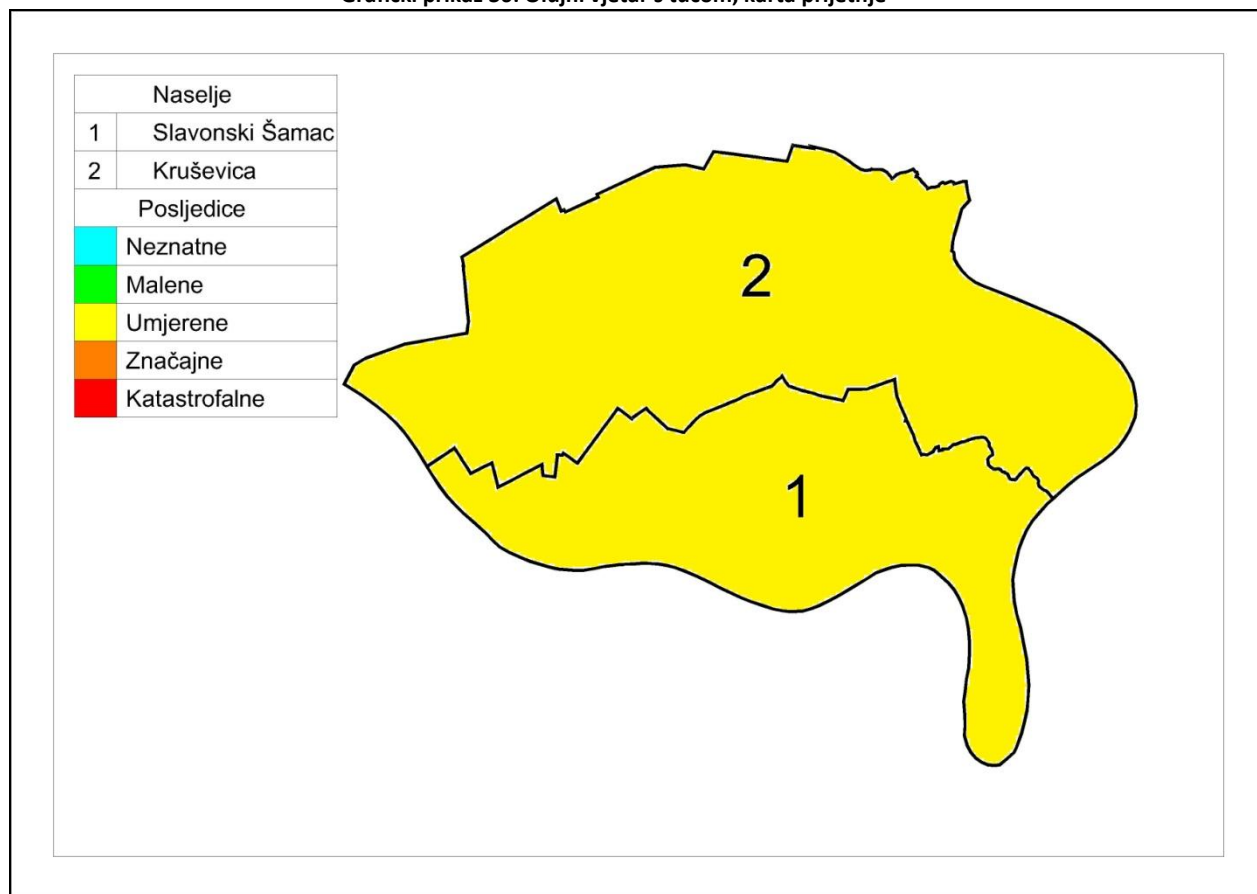 Naselje
1 Slavonski Šamac
2 Kruševica
Posljedice
Neznatne
Malene
Umjerene
Značajne
Katastrofalne
2
1